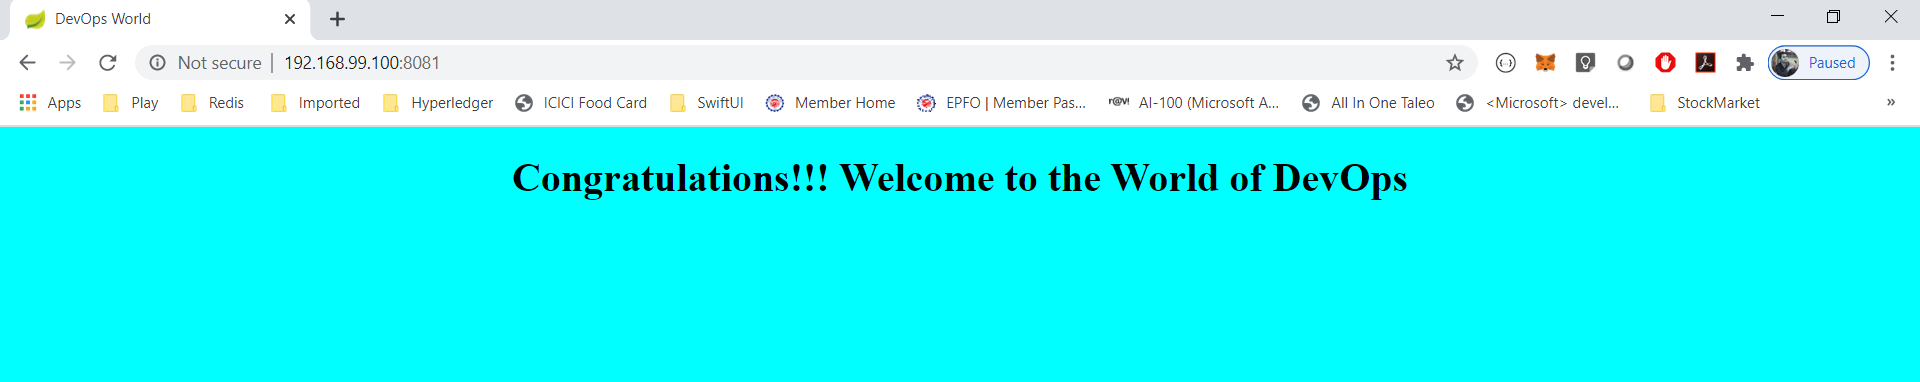 DevOps World
Not secure | 192.168.99.100:8081 Paused
Apps Play Redis Imported Hyperledger ICICI Food Card SwiftUI Member Home EPFO | Member Pas... r@v! AI-100 (Microsoft A... All In One Taleo <Microsoft> devel... StockMarket »
Congratulations!!! Welcome to the World of DevOps